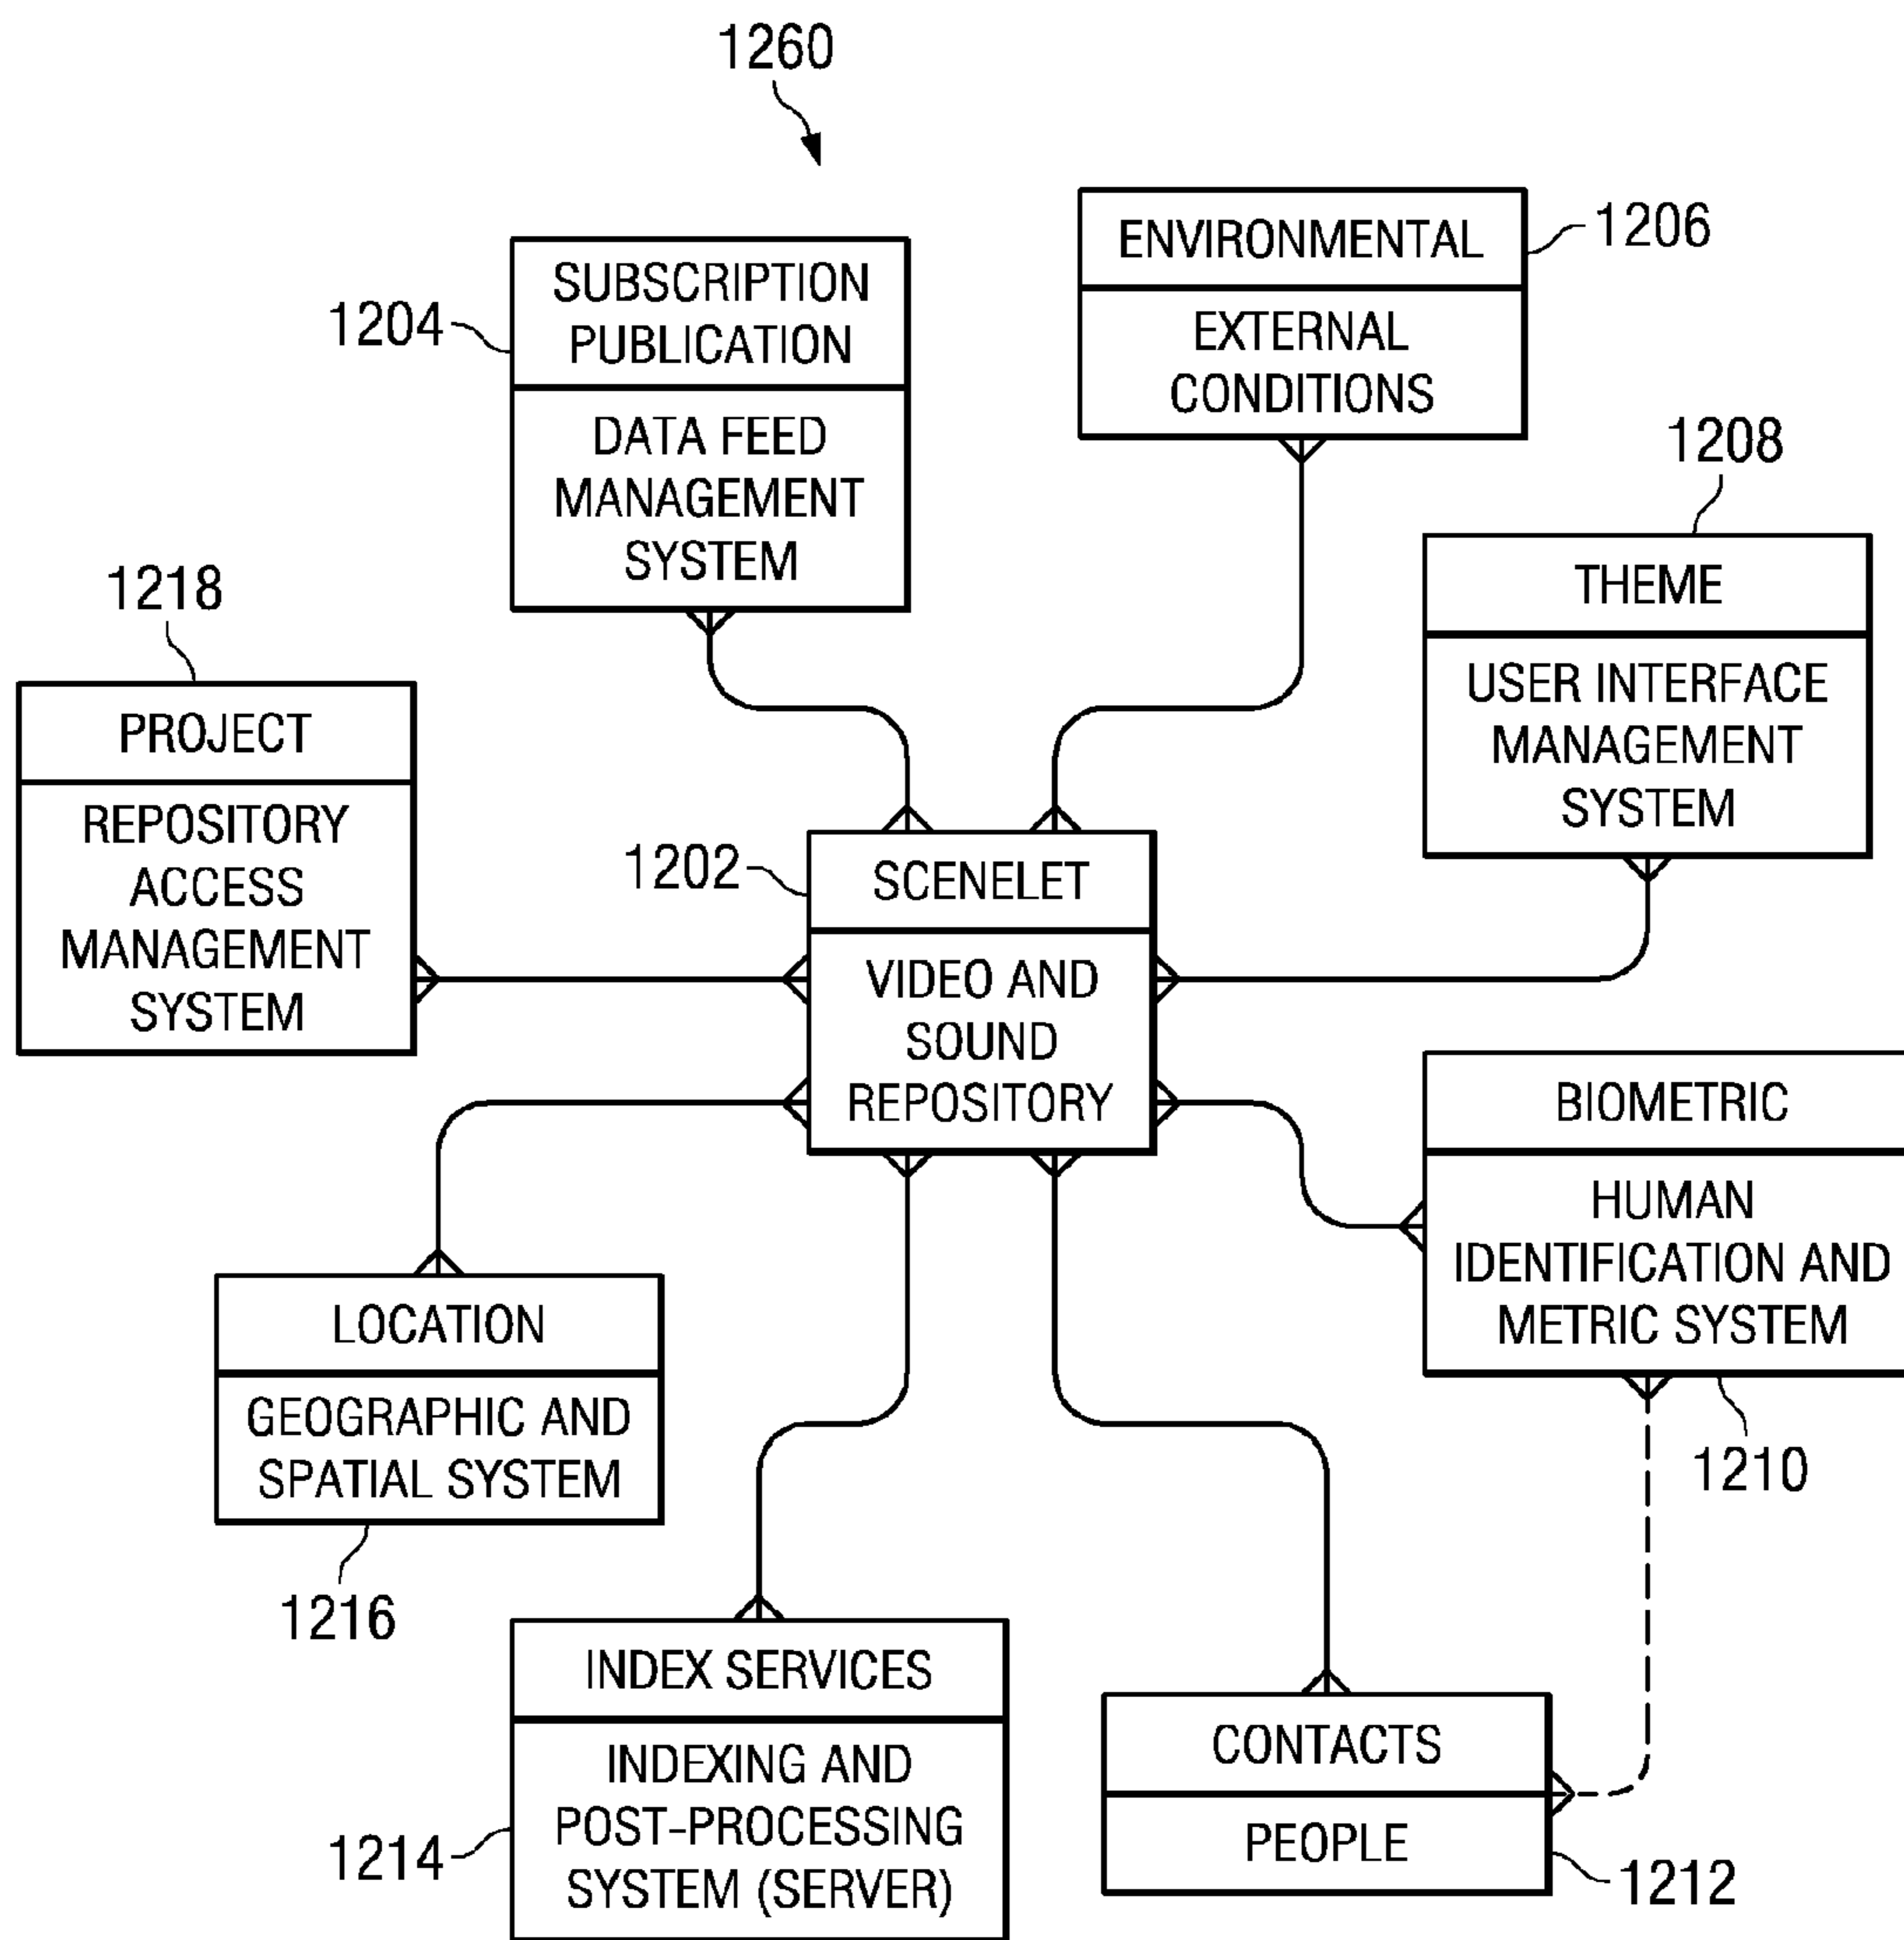 1260
1204
SUBSCRIPTION
PUBLICATION
DATA FEED
MANAGEMENT
SYSTEM
ENVIRONMENTAL
EXTERNAL
CONDITIONS
1206
1208
THEME
USER INTERFACE
MANAGEMENT
SYSTEM
1218
PROJECT
REPOSITORY
ACCESS
MANAGEMENT
SYSTEM
1202
SCENELET
VIDEO AND
SOUND
REPOSITORY
BIOMETRIC
HUMAN
IDENTIFICATION AND
METRIC SYSTEM
1210
LOCATION
GEOGRAPHIC AND
SPATIAL SYSTEM
1216
INDEX SERVICES
INDEXING AND
POST-PROCESSING
SYSTEM (SERVER)
1214
CONTACTS
PEOPLE
1212